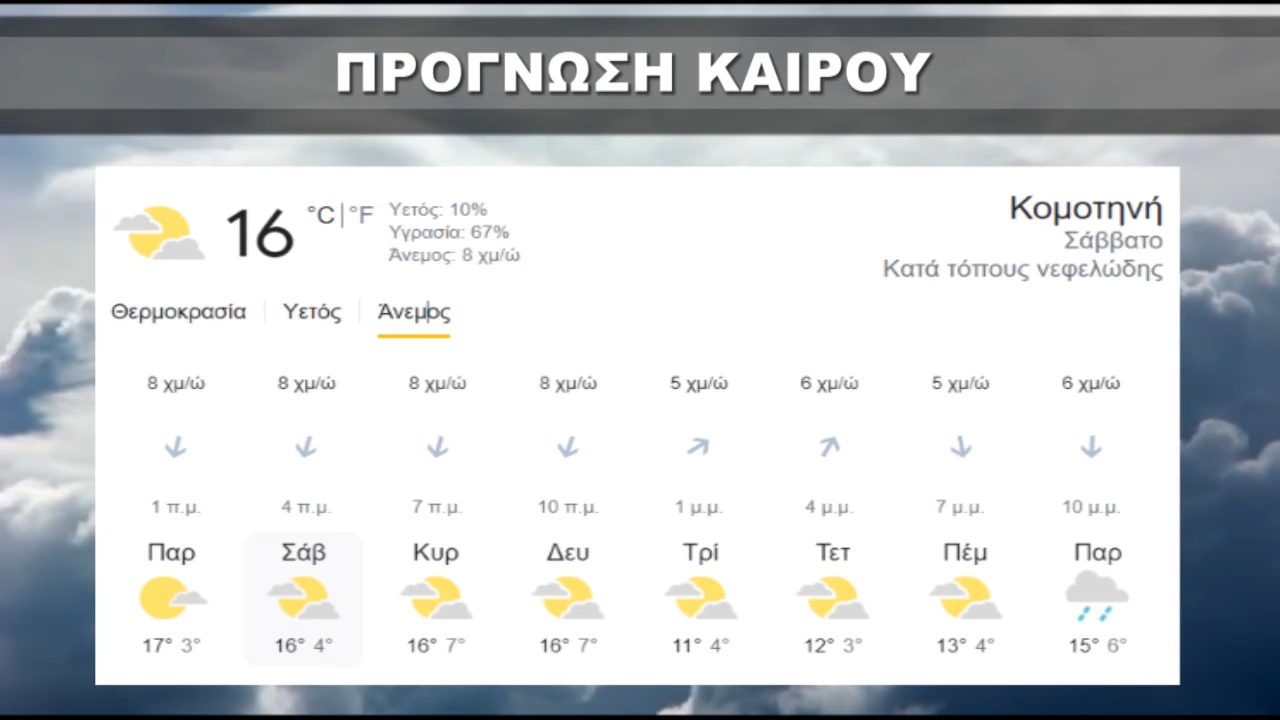 ΠΡΟΓΝΩΣΗ ΚΑΙΡΟΥ
16 °C | °F
Υετός: 10%
Υγρασία: 67%
Άνεμος: 8 χμ/ώ
Κομοτηνή
Σάββατο
Κατά τόπους νεφελώδης
Θερμοκρασία Υετός Άνεμος
8 χμ/ώ 8 χμ/ώ 8 χμ/ώ 8 χμ/ώ 5 χμ/ώ 6 χμ/ώ 5 χμ/ώ 6 χμ/ώ
1 π.μ. 4 π.μ. 7 π.μ. 10 π.μ. 1 μ.μ. 4 μ.μ. 7 μ.μ. 10 μ.μ.
Παρ Σάβ Κυρ Δευ Τρί Τετ Πέμ Παρ
17° 3° 16° 4° 16° 7° 16° 7° 11° 4° 12° 3° 13° 4° 15° 6°